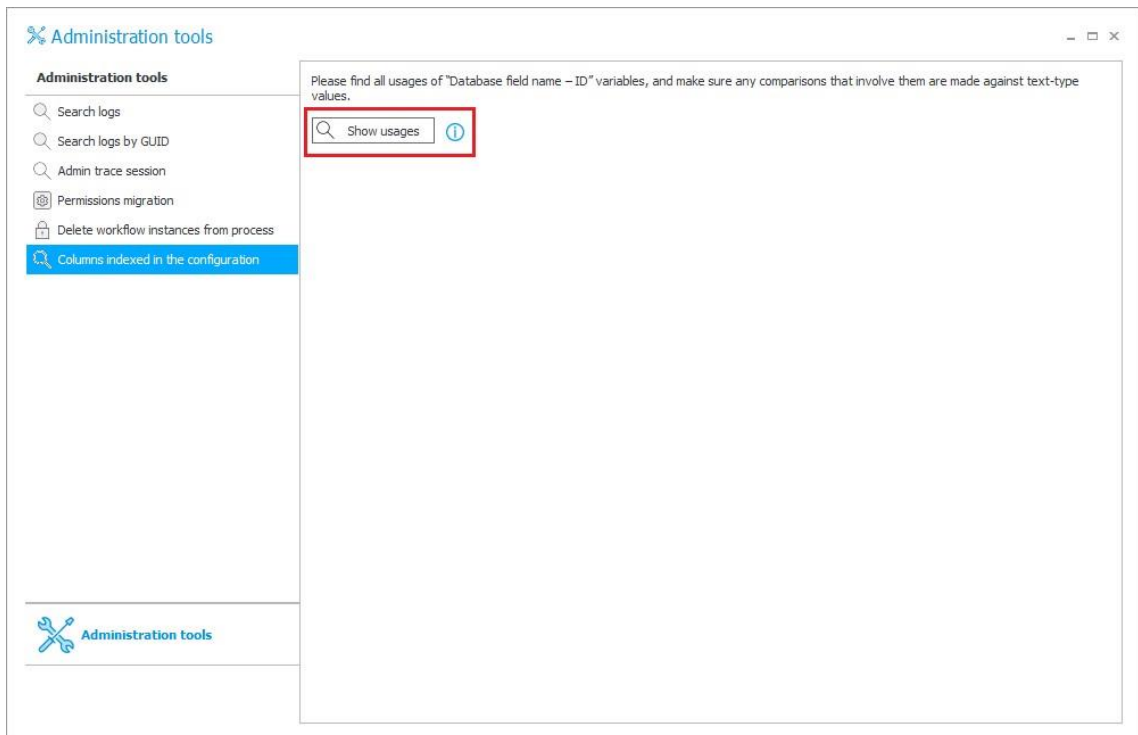 Administration tools
Administration tools
Search logs
Search logs by GUID
Admin trace session
Permissions migration
Delete workflow instances from process
Columns indexed in the configuration
Administration tools
Please find all usages of "Database field name – ID" variables, and make sure any comparisons that involve them are made against text-type
values.
Show usages